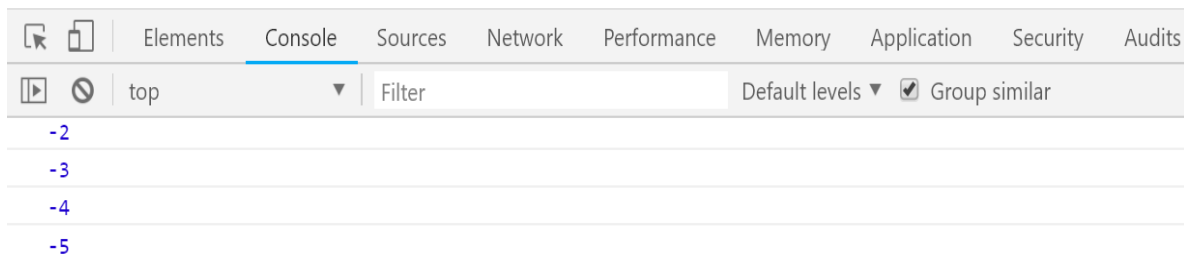 Elements Console Sources Network Performance Memory Application Security Audits
top Filter Default levels Group similar
-2
-3
-4
-5